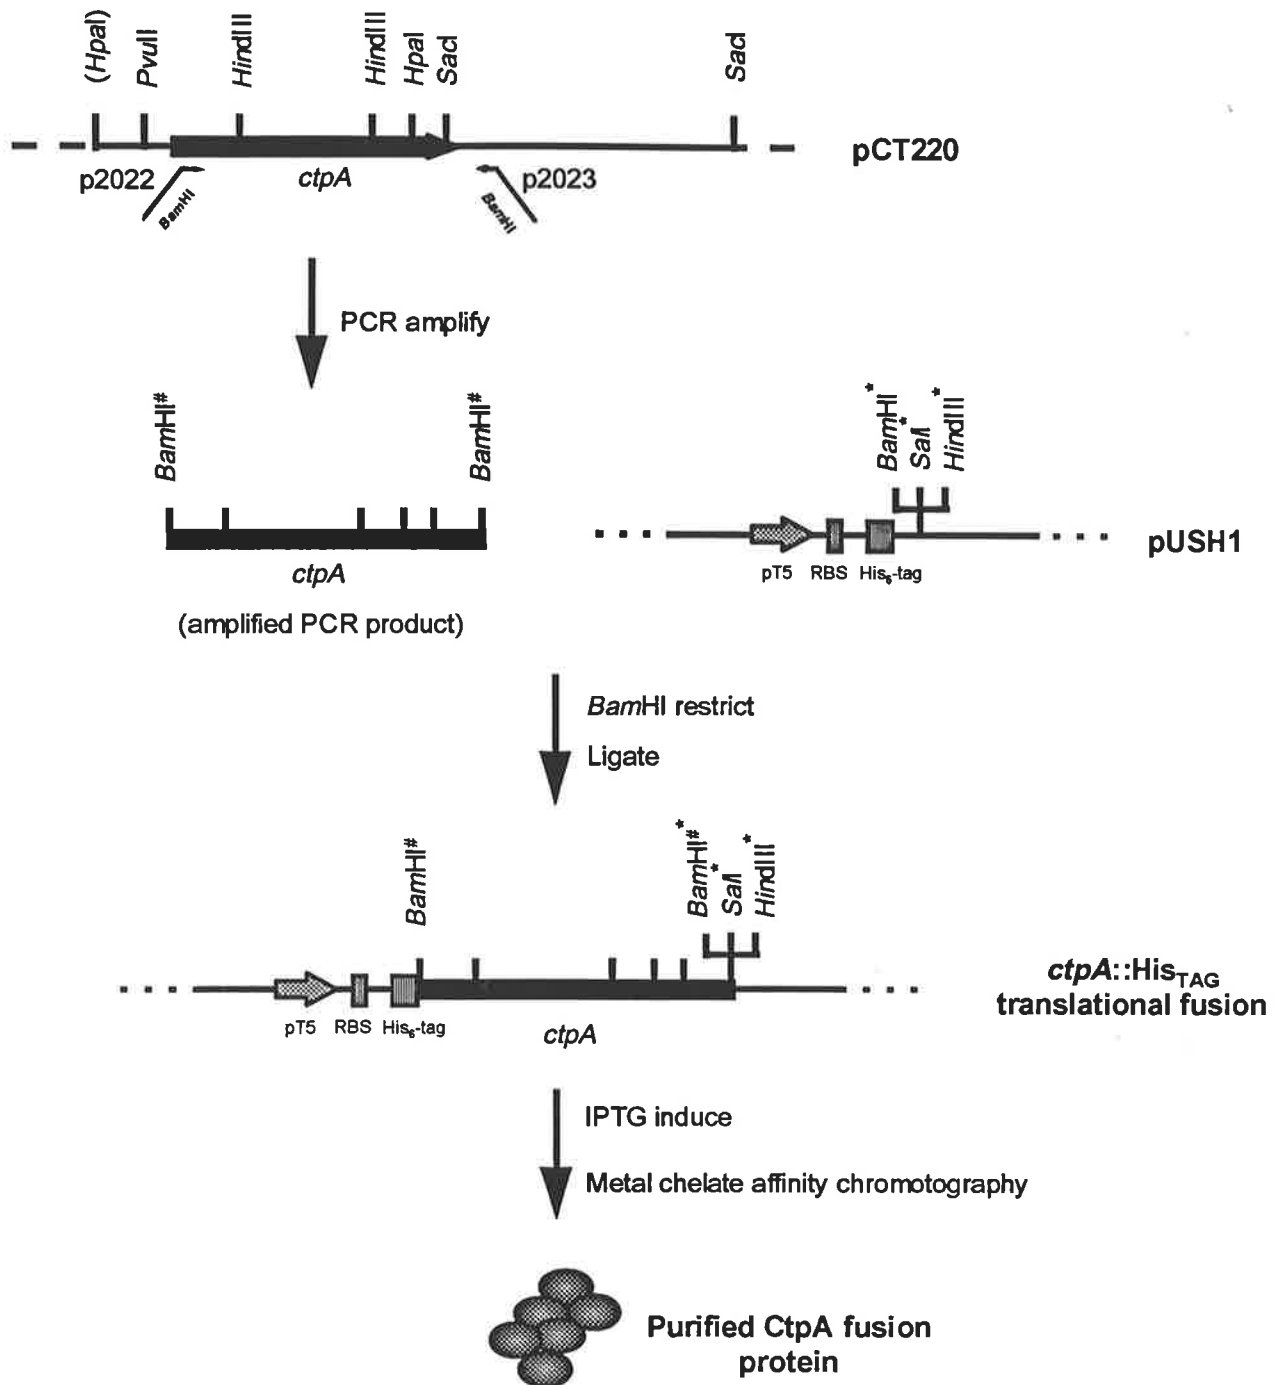 (HpaI)
PvuII
HindIII
HindIII
HpaI
SacI
SacI
pCT220
p2022
BamHI
ctpA
BamHI
p2023
PCR amplify
BamHI#
BamHI#
ctpA
(amplified PCR product)
BamHI*
SalI*
HindIII*
pUSH1
pT5
RBS
His6-tag
BamHI restrict
Ligate
BamHI#
BamHI#*
SalI*
HindIII*
ctpA::HisTAG
translational fusion
pT5
RBS
His6-tag
ctpA
IPTG induce
Metal chelate affinity chromotography
Purified CtpA fusion
protein